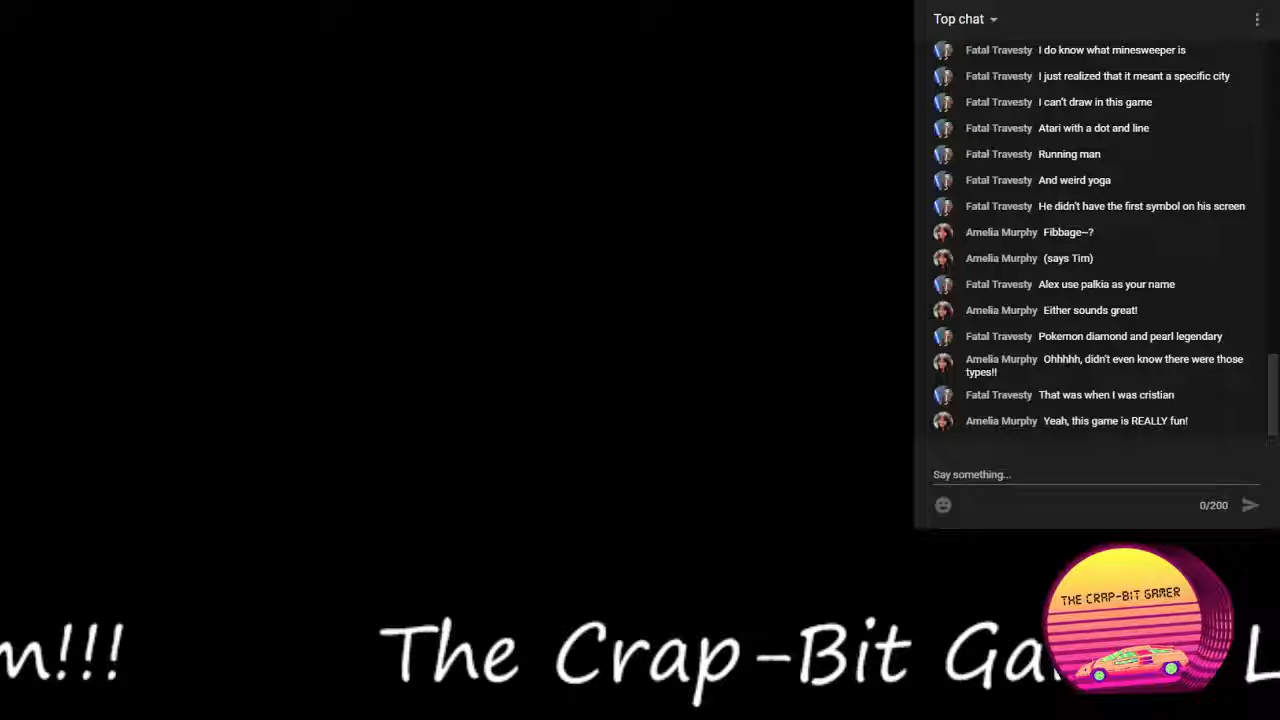 Top chat
Fatal Travesty I do know what minesweeper is
Fatal Travesty I just realized that it meant a specific city
Fatal Travesty I can't draw in this game
Fatal Travesty Atari with a dot and line
Fatal Travesty Running man
Fatal Travesty And weird yoga
Fatal Travesty He didn't have the first symbol on his screen
Amelia Murphy Fibbage~?
Amelia Murphy (says Tim)
Fatal Travesty Alex use palkia as your name
Amelia Murphy Either sounds great!
Fatal Travesty Pokemon diamond and pearl legendary
Amelia Murphy Ohhhhh, didn't even know there were those
types!!
Fatal Travesty That was when I was cristian
Amelia Murphy Yeah, this game is REALLY fun!
Say something...
0/200
THE CRAP-BIT GAMER
m!!! The Crap-Bit Ga L